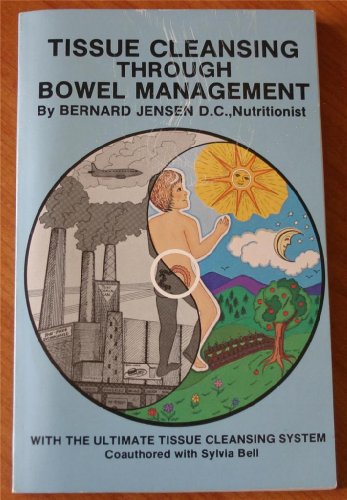 TISSUE CLEANSING
THROUGH
BOWEL MANAGEMENT
By BERNARD JENSEN D.C.,Nutritionist
WITH THE ULTIMATE TISSUE CLEANSING SYSTEM
Coauthored with Sylvia Bell